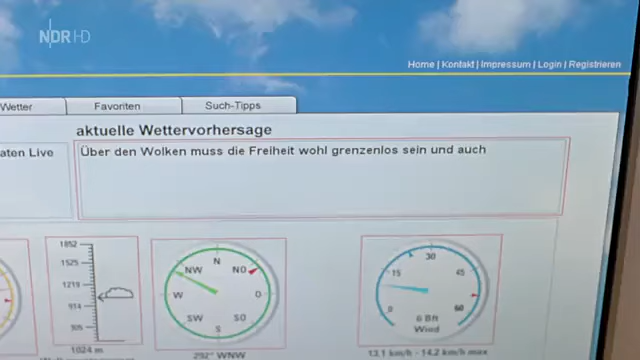 NDR HD
Home | Kontakt | Impressum | Login | Registrieren
Wetter Favoriten Such-Tipps
aktuelle Wettervorhersage
aten Live
Über den Wolken muss die Freiheit wohl grenzenlos sein und auch
1852
1525
1219
914
305
1024 m
N
NW NO
W O
SW SO
S
292° WNW
30
15 45
0 60
6 Bft
Wied
13.1 km/h - 14.2 km/h max